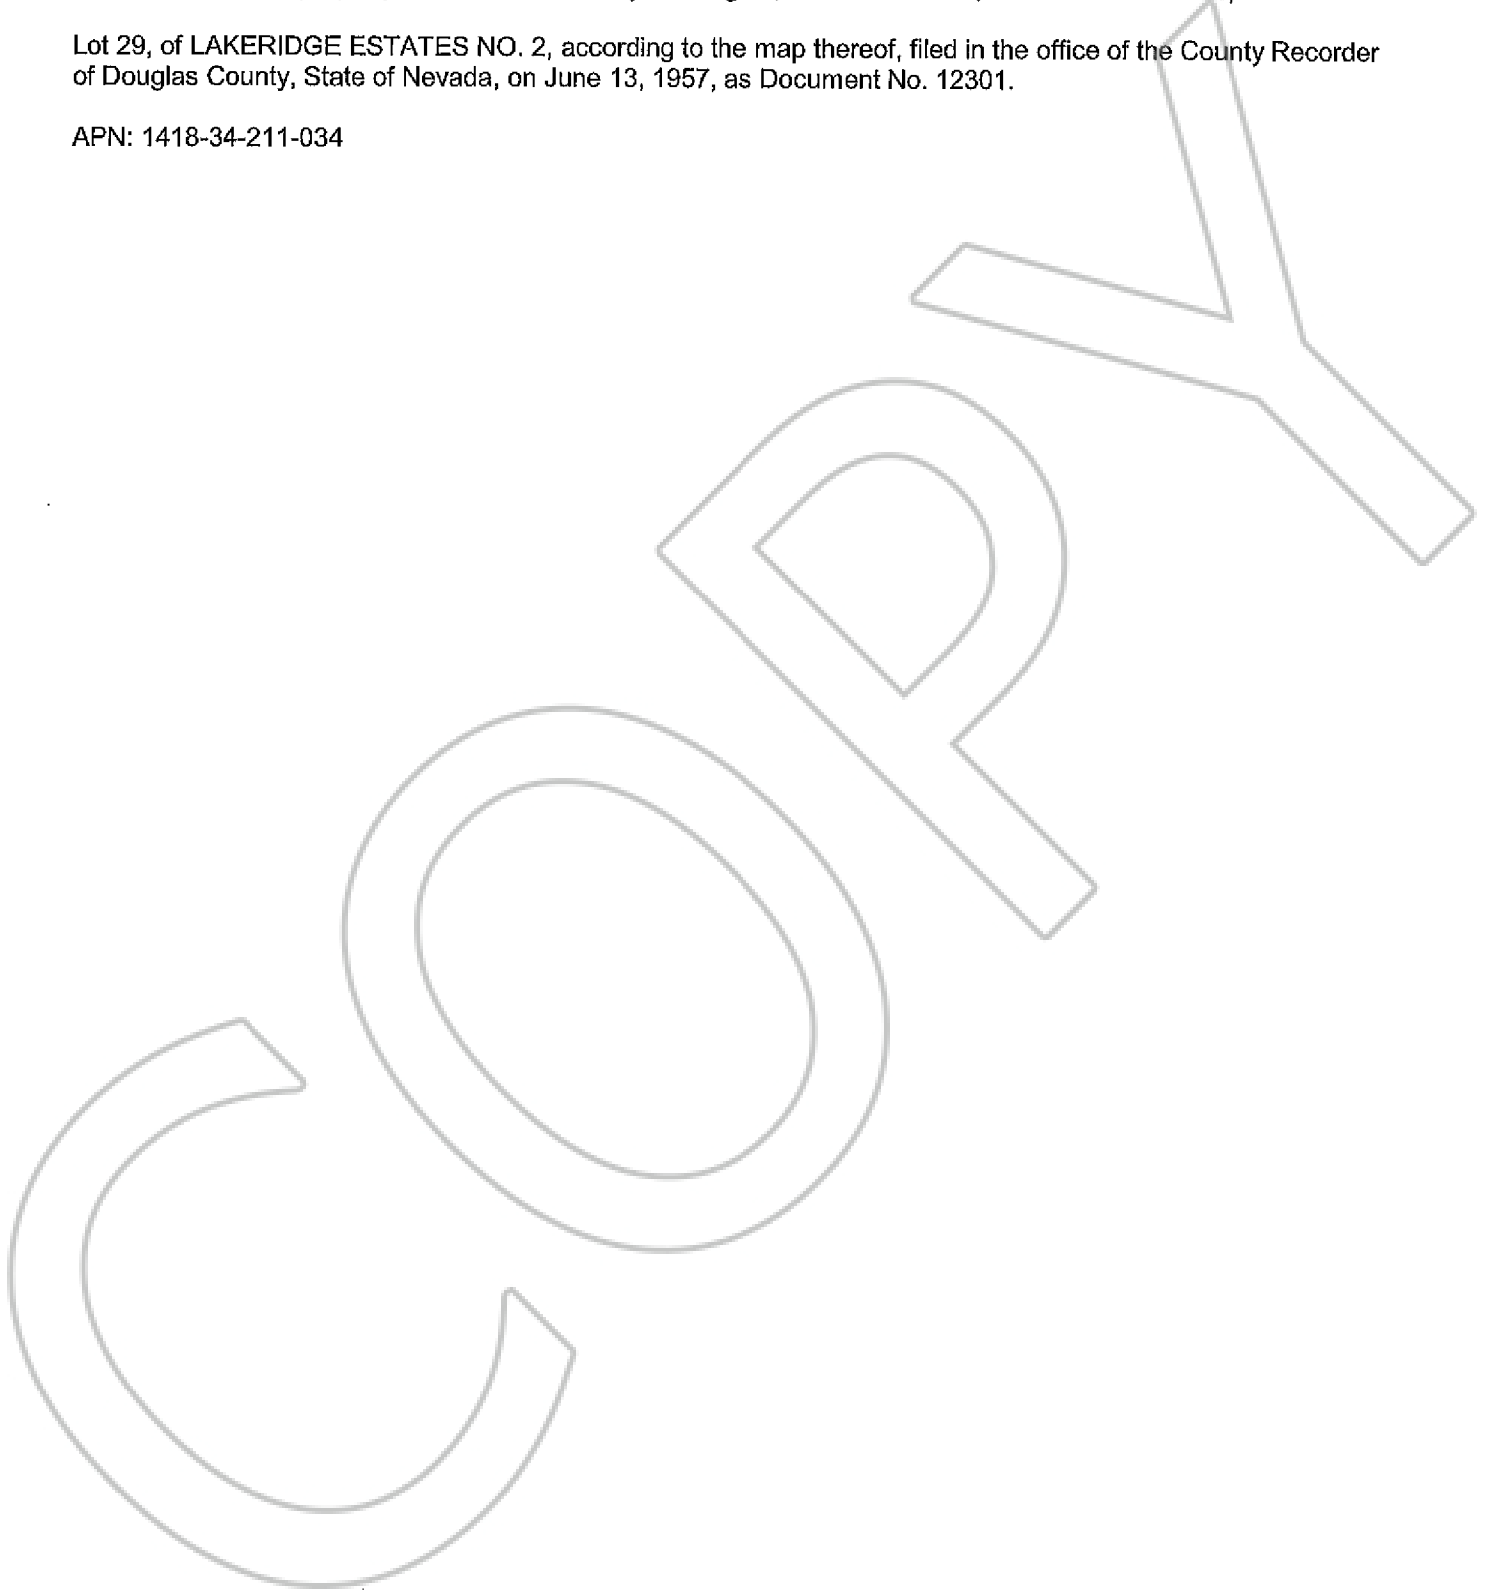 Lot 29, of LAKERIDGE ESTATES NO. 2, according to the map thereof, filed in the office of the County Recorder
of Douglas County, State of Nevada, on June 13, 1957, as Document No. 12301.
APN: 1418-34-211-034
COPY